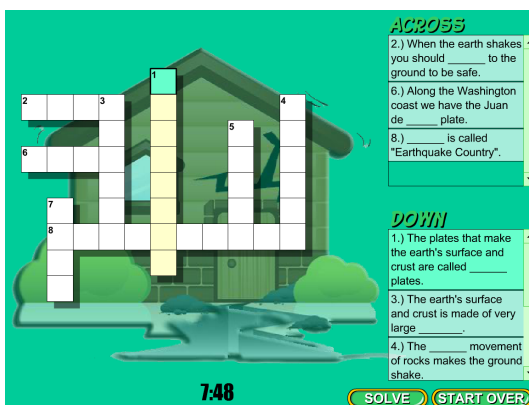 ACROSS
2.) When the earth shakes
you should ______ to the
ground to be safe.
6.) Along the Washington
coast we have the Juan
de _____ plate.
8.) ______ is called
"Earthquake Country".
1
2
3
4
5
6
7
8
DOWN
1.) The plates that make
the earth's surface and
crust are called ______
plates.
3.) The earth's surface
and crust is made of very
large _______.
4.) The ______ movement
of rocks makes the ground
shake.
7:48
SOLVE
START OVER